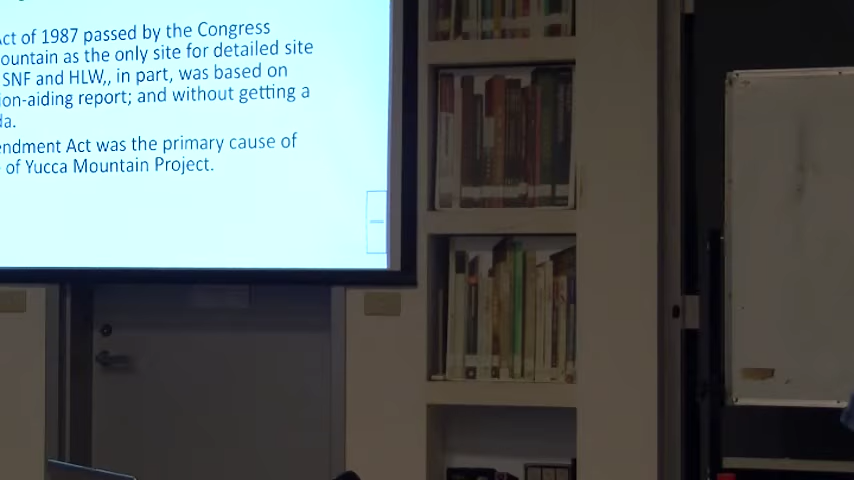 Act of 1987 passed by the Congress
ountain as the only site for detailed site
SNF and HLW,, in part, was based on
ion-aiding report; and without getting a
da.
endment Act was the primary cause of
of Yucca Mountain Project.